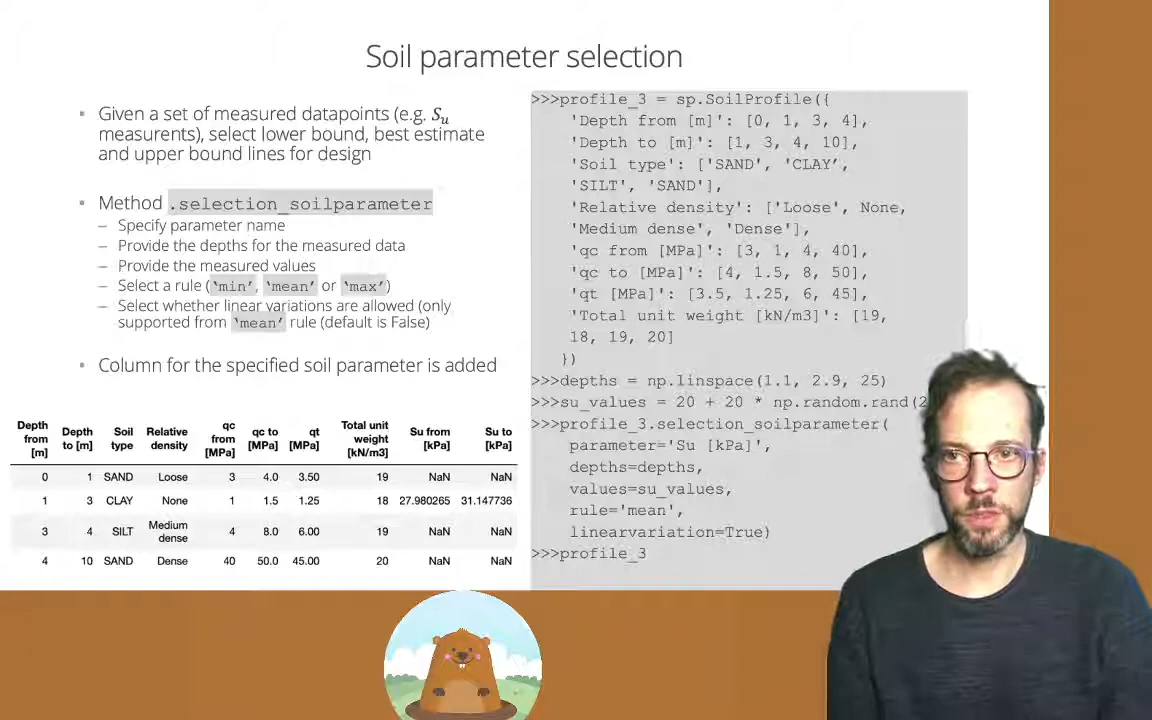 Soil parameter selection
Given a set of measured datapoints (e.g. Su
measurents), select lower bound, best estimate
and upper bound lines for design
Method .selection_soilparameter
– Specify parameter name
– Provide the depths for the measured data
– Provide the measured values
– Select a rule ('min', 'mean' or 'max')
– Select whether linear variations are allowed (only
supported from 'mean' rule (default is False)
Column for the specified soil parameter is added
Depth from [m] Depth to [m] Soil type Relative density qc from [MPa] qc to [MPa] qt [MPa] Total unit weight [kN/m3] Su from [kPa] Su to [kPa]
0 1 SAND Loose 3 4.0 3.50 19 NaN NaN
1 3 CLAY None 1 1.5 1.25 18 27.980265 31.147736
3 4 SILT Medium dense 4 8.0 6.00 19 NaN NaN
4 10 SAND Dense 40 50.0 45.00 20 NaN NaN
>>>profile_3 = sp.SoilProfile({
'Depth from [m]': [0, 1, 3, 4],
'Depth to [m]': [1, 3, 4, 10],
'Soil type': ['SAND', 'CLAY',
'SILT', 'SAND'],
'Relative density': ['Loose', None,
'Medium dense', 'Dense'],
'qc from [MPa]': [3, 1, 4, 40],
'qc to [MPa]': [4, 1.5, 8, 50],
'qt [MPa]': [3.5, 1.25, 6, 45],
'Total unit weight [kN/m3]': [19,
18, 19, 20]
})
>>>depths = np.linspace(1.1, 2.9, 25)
>>>su_values = 20 + 20 * np.random.rand(2
>>>profile_3.selection_soilparameter(
parameter='Su [kPa]',
depths=depths,
values=su_values,
rule='mean',
linearvariation=True)
>>>profile_3